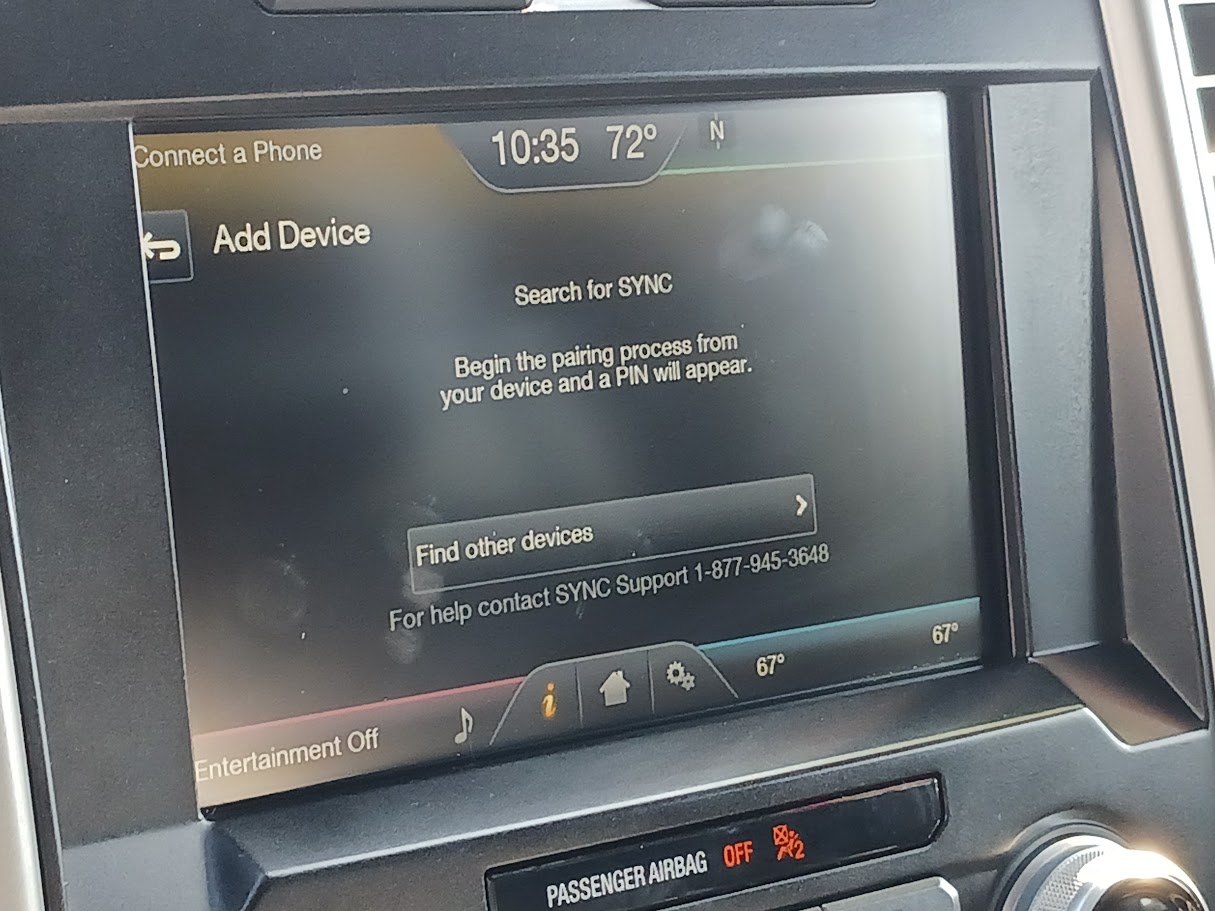 Connect a Phone
10:35 72° N
Add Device
Search for SYNC
Begin the pairing process from
your device and a PIN will appear.
Find other devices
For help contact SYNC Support 1-877-945-3648
67° 67°
Entertainment Off
PASSENGER AIRBAG OFF 2